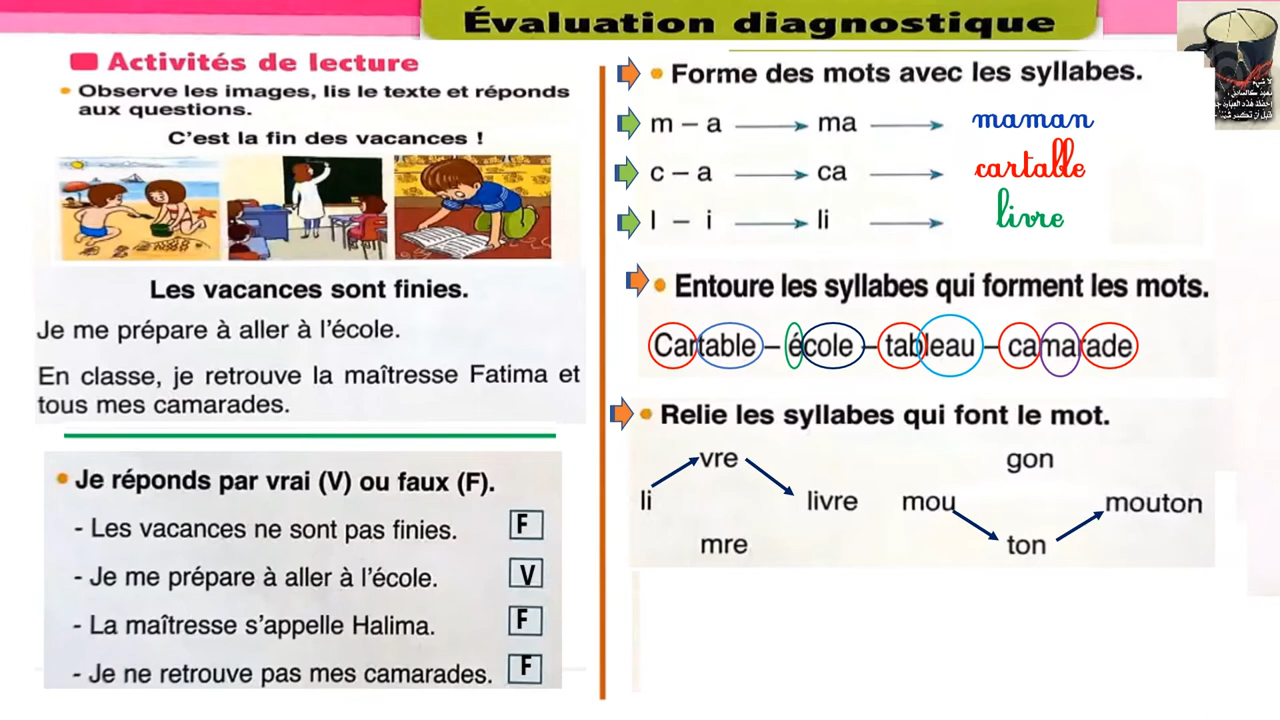 Évaluation diagnostique
Activités de lecture
• Observe les images, lis le texte et réponds
aux questions.
C'est la fin des vacances !
Les vacances sont finies.
Je me prépare à aller à l'école.
En classe, je retrouve la maîtresse Fatima et
tous mes camarades.
• Je réponds par vrai (V) ou faux (F).
- Les vacances ne sont pas finies. F
- Je me prépare à aller à l'école. V
- La maîtresse s'appelle Halima. F
- Je ne retrouve pas mes camarades. F
• Forme des mots avec les syllabes.
m – a ma maman
c – a ca cartable
l – i li livre
• Entoure les syllabes qui forment les mots.
Cartable – école – tableau – camarade
• Relie les syllabes qui font le mot.
vre gon
li livre mou mouton
mre ton